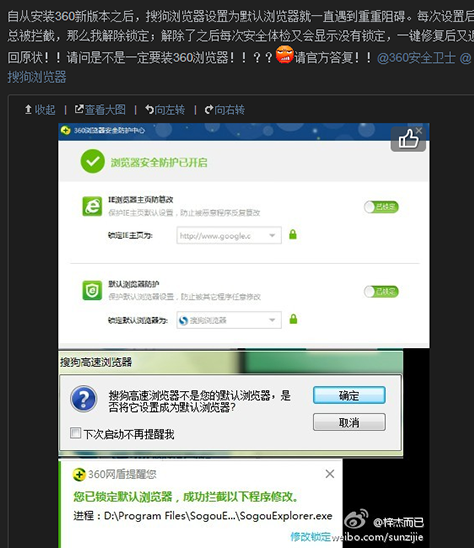 自从安装360新版本之后，搜狗浏览器设置为默认浏览器就一直遇到重重阻碍。每次设置后
总被拦截，那么我解除锁定；解除了之后每次安全体检又会显示没有锁定，一键修复后又返
回原状！！请问是不是一定要装360浏览器！！？？请官方答复！！@360安全卫士 @
搜狗浏览器
收起 | 查看大图 | 向左转 | 向右转
360浏览器安全防护中心
浏览器安全防护已开启
IE浏览器主页防篡改
保护IE主页默认设置，防止被恶意程序反复篡改
已锁定
锁定IE主页为: http://www.google.c
默认浏览器防护
保护默认浏览器设置，防止被其它程序任意修改
已锁定
锁定默认浏览器为: 搜狗浏览器
搜狗高速浏览器
搜狗高速浏览器不是您的默认浏览器，是
否将它设置成为默认浏览器?
确定
取消
下次启动不再提醒我
360网盾提醒您
您已锁定默认浏览器，成功拦截以下程序修改。
进程：D:\Program Files\SogouE...\SogouExplorer.exe
修改锁定
@梓杰而已
weibo.com/sunzijie